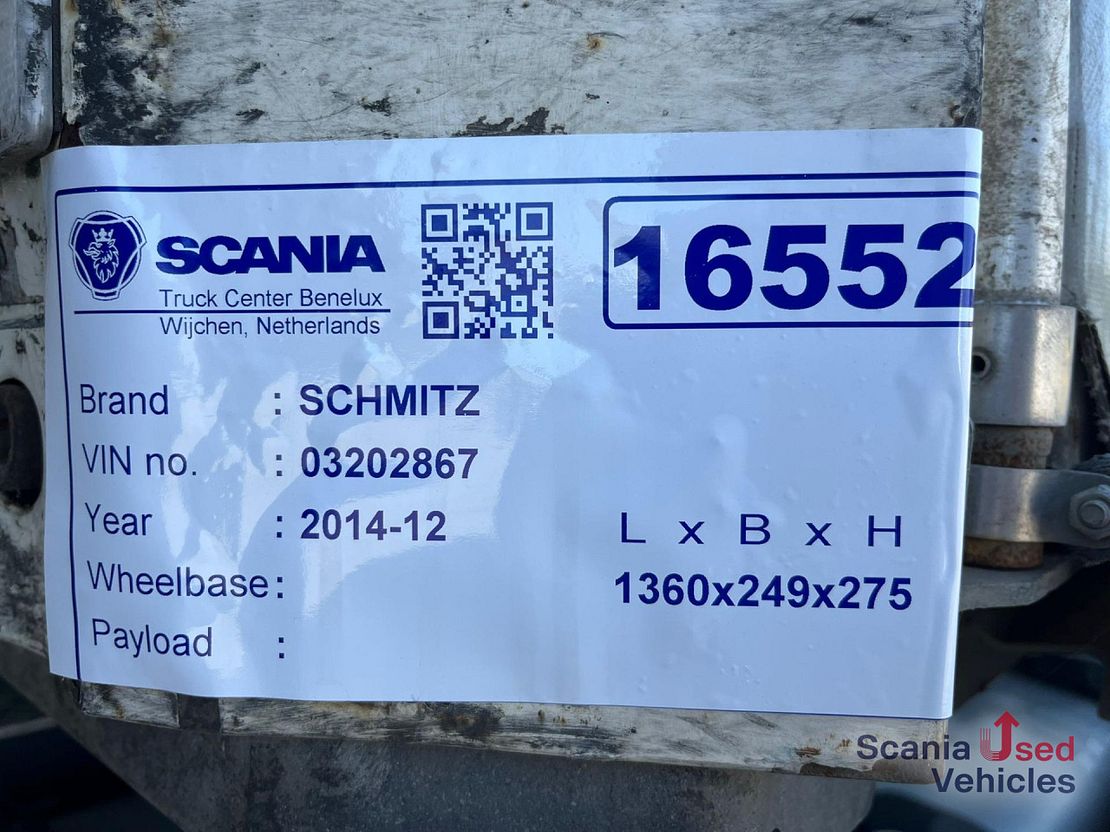 SCANIA
Truck Center Benelux
Wijchen, Netherlands
16552
Brand : SCHMITZ
VIN no. : 03202867
Year : 2014-12
L x B x H
Wheelbase :
1360x249x275
Payload :
Scania Used
Vehicles